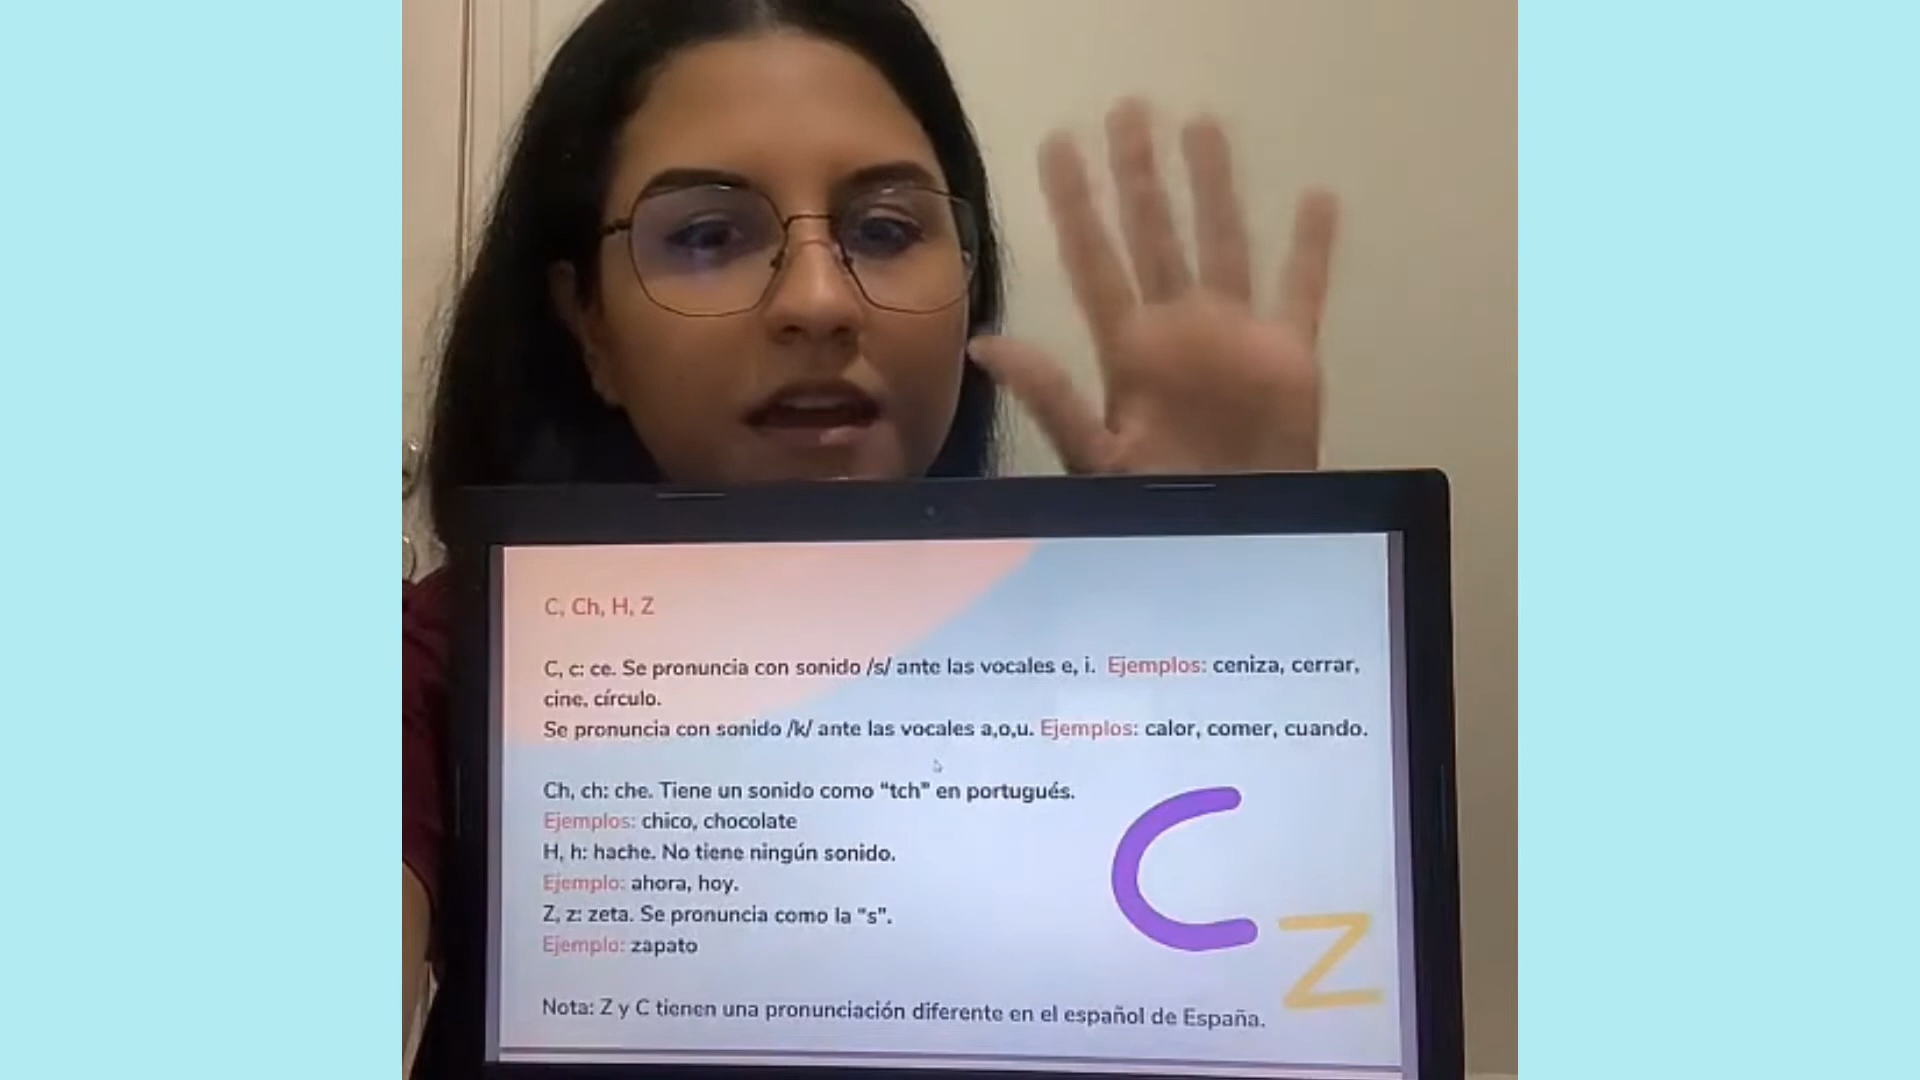 C, Ch, H, Z
C, c: ce. Se pronuncia con sonido /s/ ante las vocales e, i. Ejemplos: ceniza, cerrar,
cine, círculo.
Se pronuncia con sonido /k/ ante las vocales a,o,u. Ejemplos: calor, comer, cuando.
Ch, ch: che. Tiene un sonido como "tch" en portugués.
Ejemplos: chico, chocolate
H, h: hache. No tiene ningún sonido.
Ejemplo: ahora, hoy.
Z, z: zeta. Se pronuncia como la "s".
Ejemplo: zapato
C
Z
Nota: Z y C tienen una pronunciación diferente en el español de España.